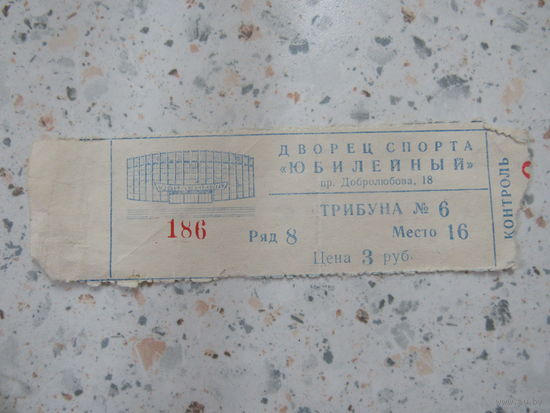 ДВОРЕЦ СПОРТА
«ЮБИЛЕЙНЫЙ»
пр. Добролюбова, 18
ТРИБУНА № 6
186 Ряд 8 Место 16
Цена 3 руб.
КОНТРОЛЬ